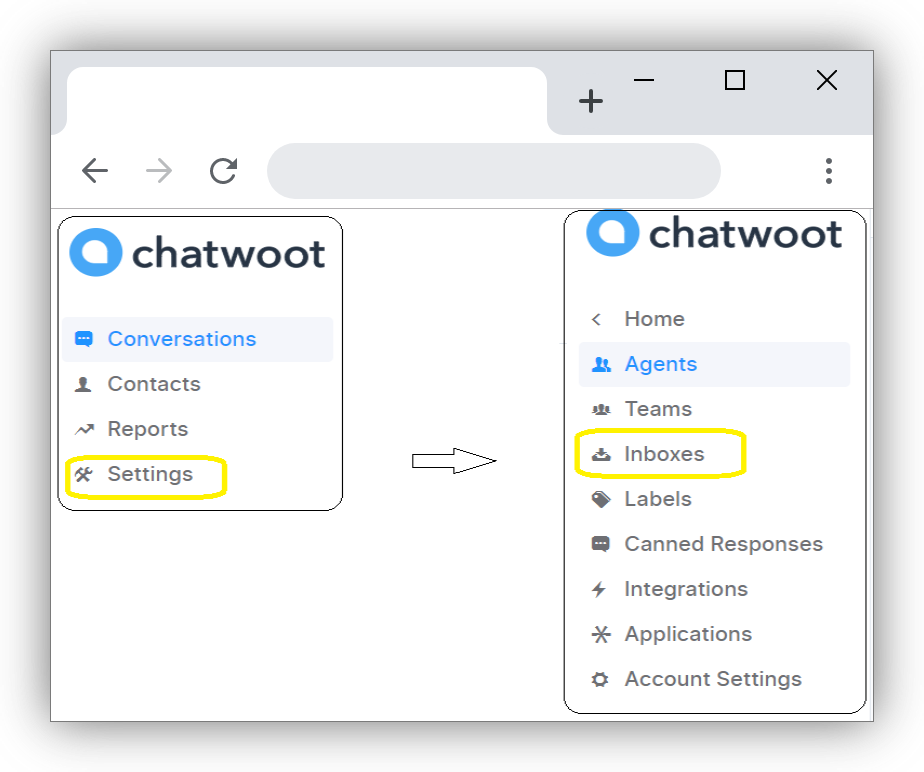 chatwoot
Conversations
Contacts
Reports
Settings
chatwoot
Home
Agents
Teams
Inboxes
Labels
Canned Responses
Integrations
Applications
Account Settings